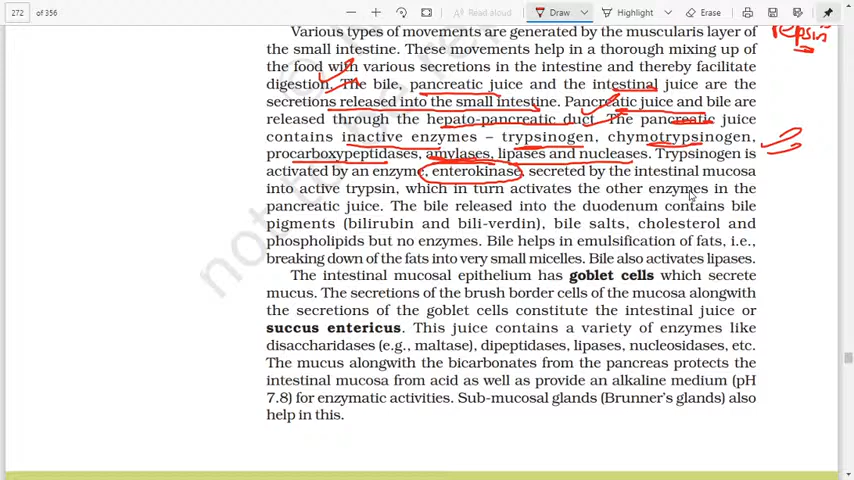 272 of 356 Read aloud Draw Highlight Erase
repsin
Various types of movements are generated by the muscularis layer of
the small intestine. These movements help in a thorough mixing up of
the food with various secretions in the intestine and thereby facilitate
digestion. The bile, pancreatic juice and the intestinal juice are the
secretions released into the small intestine. Pancreatic juice and bile are
released through the hepato-pancreatic duct. The pancreatic juice
contains inactive enzymes – trypsinogen, chymotrypsinogen,
procarboxypeptidases, amylases, lipases and nucleases. Trypsinogen is
activated by an enzyme, enterokinase, secreted by the intestinal mucosa
into active trypsin, which in turn activates the other enzymes in the
pancreatic juice. The bile released into the duodenum contains bile
pigments (bilirubin and bili-verdin), bile salts, cholesterol and
phospholipids but no enzymes. Bile helps in emulsification of fats, i.e.,
breaking down of the fats into very small micelles. Bile also activates lipases.
The intestinal mucosal epithelium has goblet cells which secrete
mucus. The secretions of the brush border cells of the mucosa alongwith
the secretions of the goblet cells constitute the intestinal juice or
succus entericus. This juice contains a variety of enzymes like
disaccharidases (e.g., maltase), dipeptidases, lipases, nucleosidases, etc.
The mucus alongwith the bicarbonates from the pancreas protects the
intestinal mucosa from acid as well as provide an alkaline medium (pH
7.8) for enzymatic activities. Sub-mucosal glands (Brunner's glands) also
help in this.